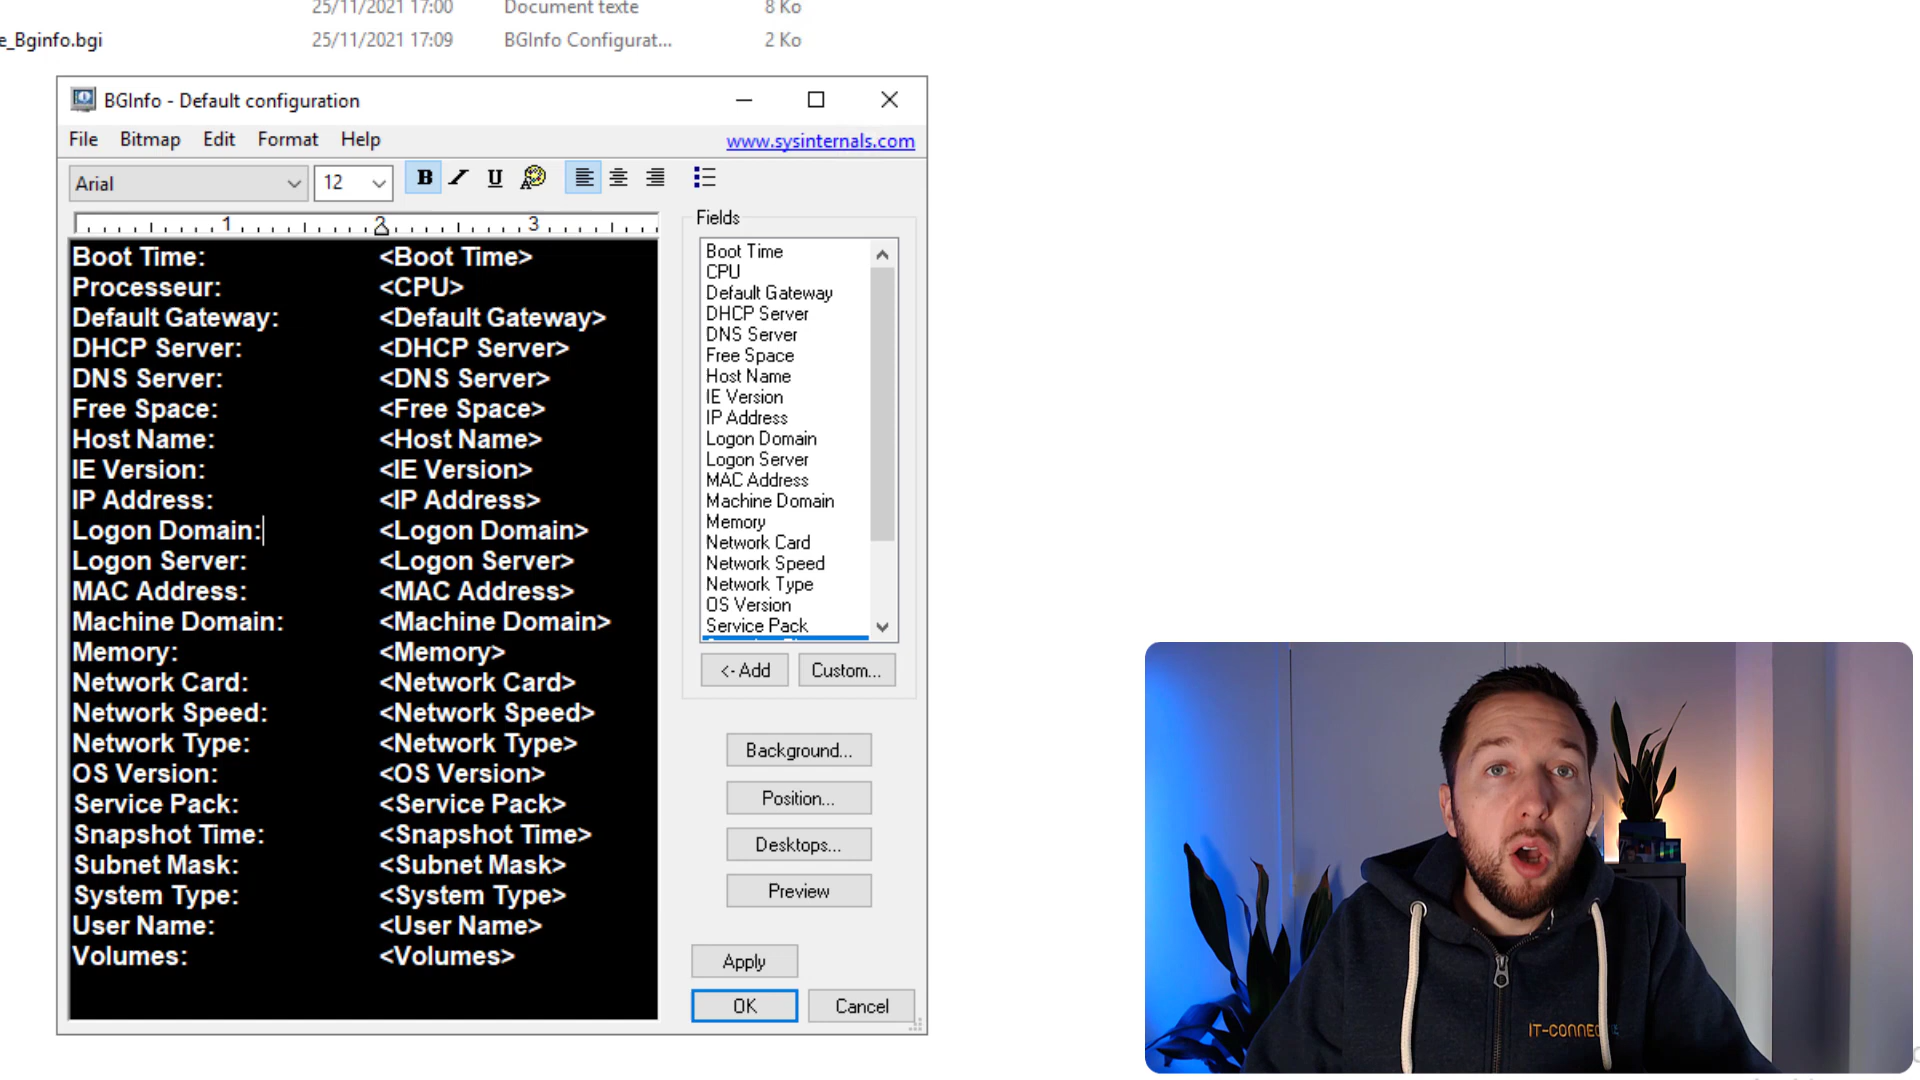 25/11/2021 17:00 Document texte 8 Ko
e_Bginfo.bgi 25/11/2021 17:09 BGInfo Configurat... 2 Ko
BGInfo - Default configuration
File Bitmap Edit Format Help www.sysinternals.com
Arial 12 B I U A
1 2 3
Boot Time: <Boot Time>
Processeur: <CPU>
Default Gateway: <Default Gateway>
DHCP Server: <DHCP Server>
DNS Server: <DNS Server>
Free Space: <Free Space>
Host Name: <Host Name>
IE Version: <IE Version>
IP Address: <IP Address>
Logon Domain: <Logon Domain>
Logon Server: <Logon Server>
MAC Address: <MAC Address>
Machine Domain: <Machine Domain>
Memory: <Memory>
Network Card: <Network Card>
Network Speed: <Network Speed>
Network Type: <Network Type>
OS Version: <OS Version>
Service Pack: <Service Pack>
Snapshot Time: <Snapshot Time>
Subnet Mask: <Subnet Mask>
System Type: <System Type>
User Name: <User Name>
Volumes: <Volumes>
Fields
Boot Time
CPU
Default Gateway
DHCP Server
DNS Server
Free Space
Host Name
IE Version
IP Address
Logon Domain
Logon Server
MAC Address
Machine Domain
Memory
Network Card
Network Speed
Network Type
OS Version
Service Pack
<- Add Custom...
Background...
Position...
Desktops...
Preview
Apply
OK Cancel
IT-CONNEC